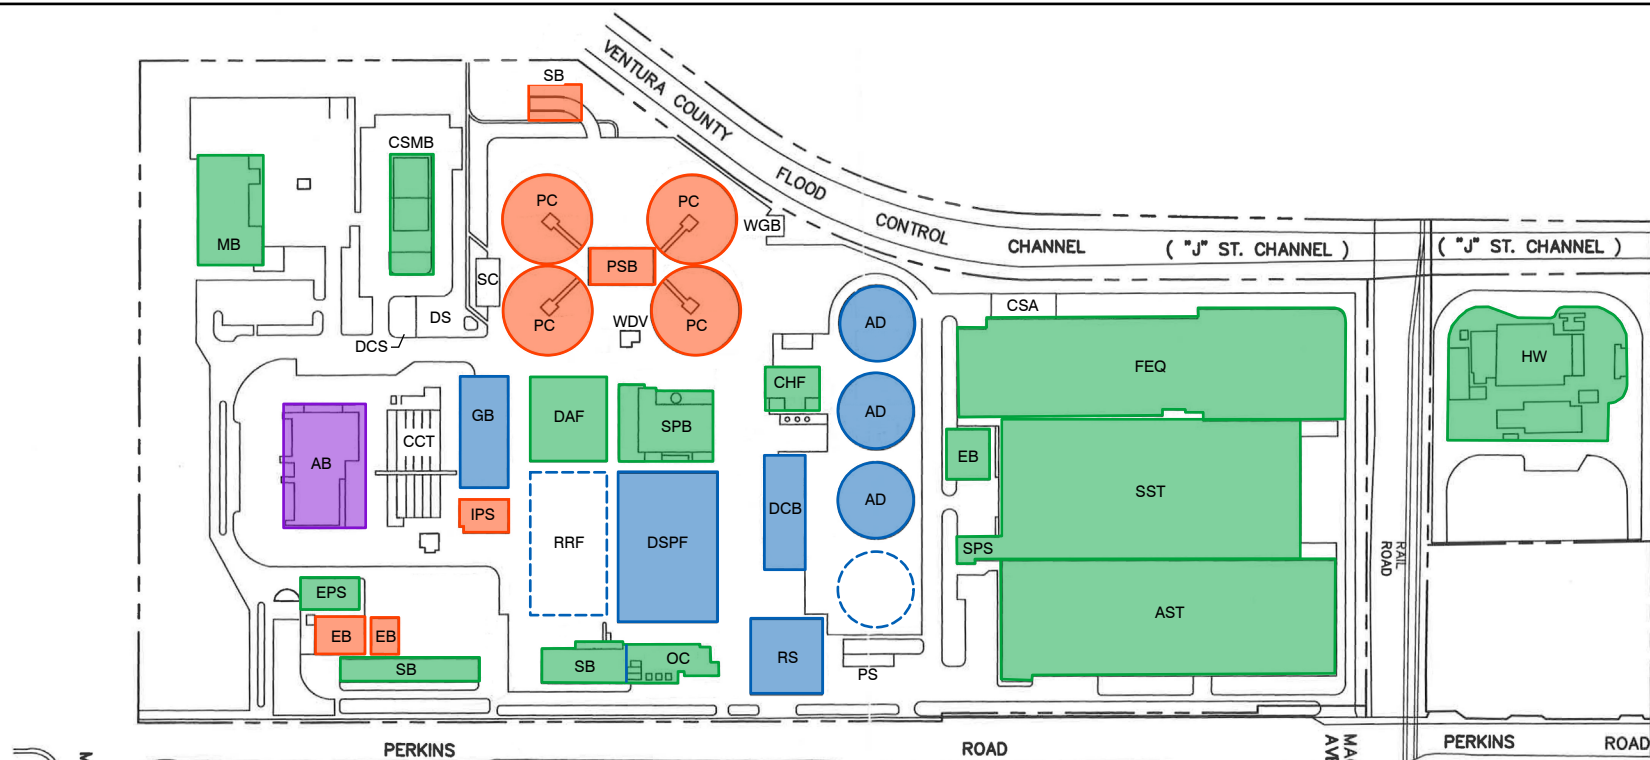 SB
VENTURA COUNTY FLOOD CONTROL CHANNEL ( "J" ST. CHANNEL ) ( "J" ST. CHANNEL )
CSMB
MB
PC
PC
WGB
PSB
SC
PC
PC
DS
DCS
WDV
AD
CSA
FEQ
HW
CHF
AD
GB
DAF
SPB
CCT
AB
EB
SST
AD
DCB
IPS
RRF
DSPF
SPS
RAIL
ROAD
EPS
AST
EB
EB
SB
SB
OC
RS
PS
PERKINS ROAD
PERKINS ROAD